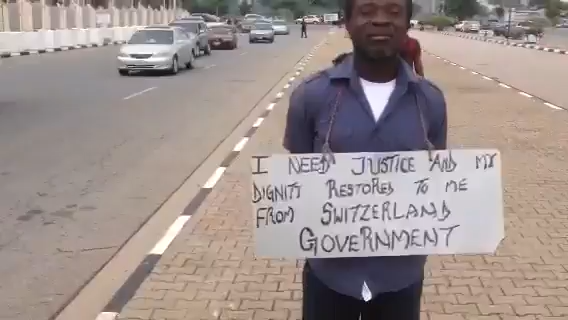 I NEED JUSTICE AND MY
DIGNITY RESTORED TO ME
FROM SWITZERLAND
GOVERNMENT